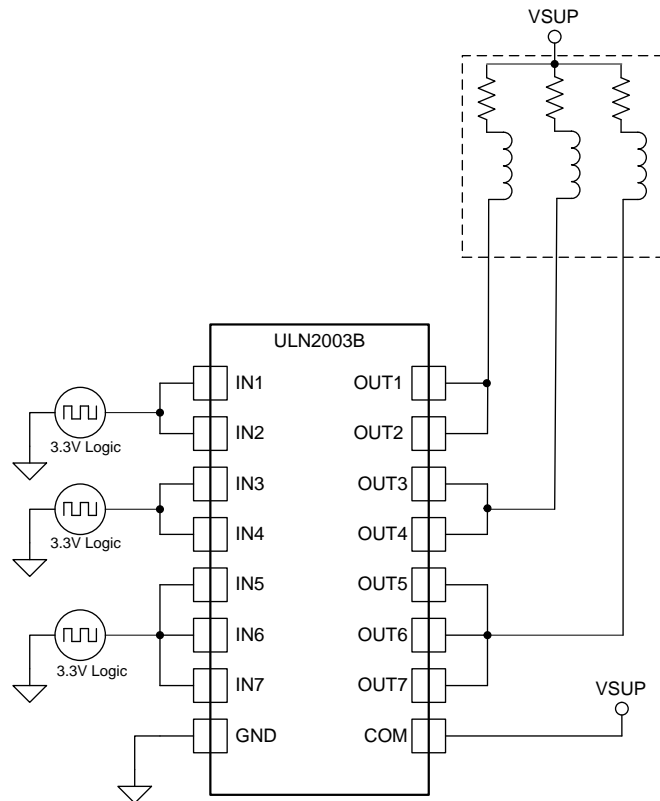 VSUP
ULN2003B
IN1
OUT1
IN2
OUT2
3.3V Logic
IN3
OUT3
IN4
OUT4
3.3V Logic
IN5
OUT5
IN6
OUT6
3.3V Logic
IN7
OUT7
VSUP
GND
COM